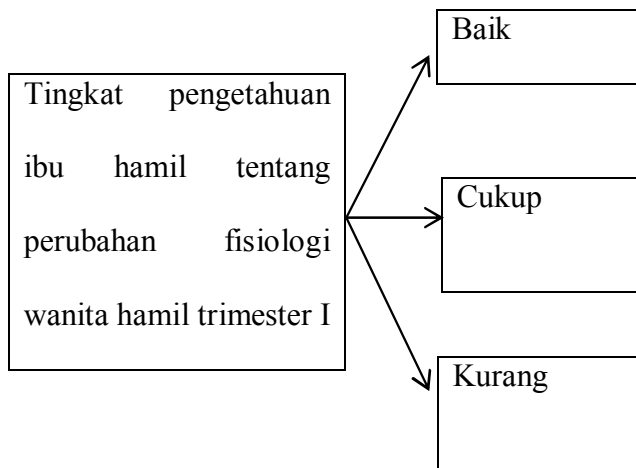 Baik
Tingkat pengetahuan
ibu hamil tentang
perubahan fisiologi
wanita hamil trimester I
Cukup
Kurang